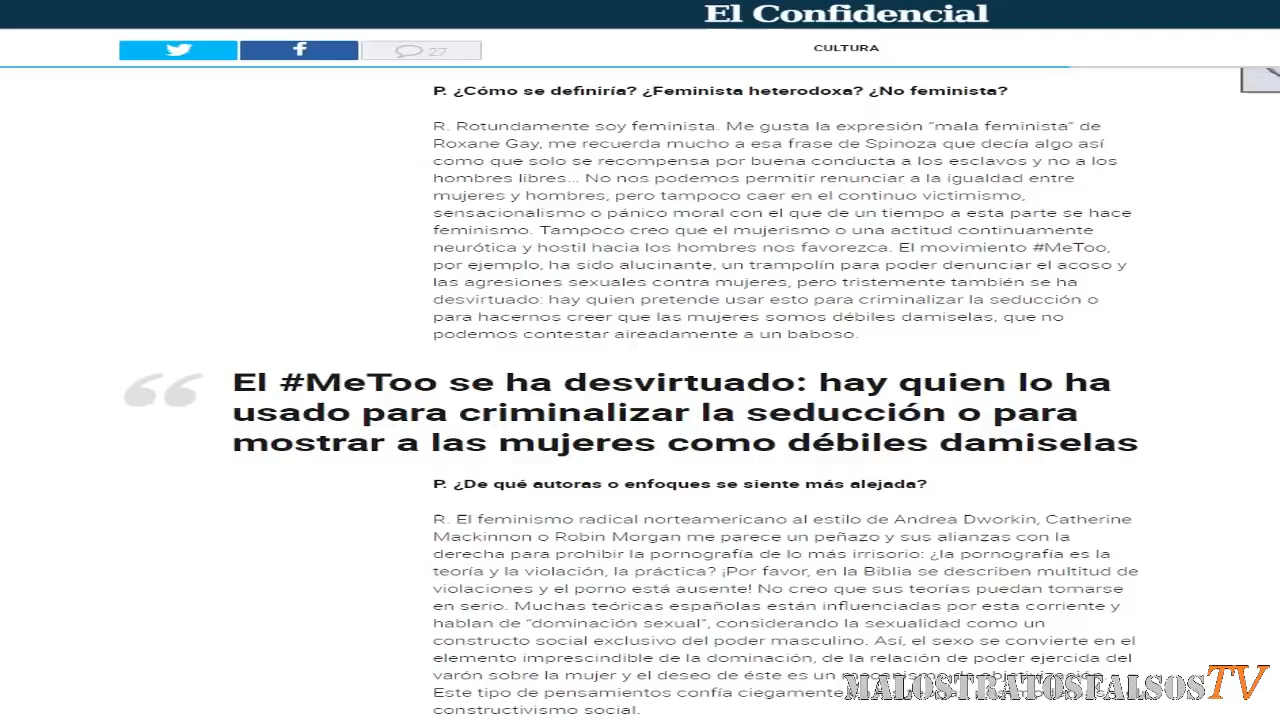 El Confidencial
27
CULTURA
P. ¿Cómo se definiría? ¿Feminista heterodoxa? ¿No feminista?
R. Rotundamente soy feminista. Me gusta la expresión “mala feminista” de
Roxane Gay, me recuerda mucho a esa frase de Spinoza que decía algo así
como que solo se recompensa por buena conducta a los esclavos y no a los
hombres libres... No nos podemos permitir renunciar a la igualdad entre
mujeres y hombres, pero tampoco caer en el continuo victimismo,
sensacionalismo o pánico moral con el que de un tiempo a esta parte se hace
feminismo. Tampoco creo que el mujerismo o una actitud continuamente
neurótica y hostil hacia los hombres nos favorezca. El movimiento #MeToo,
por ejemplo, ha sido alucinante, un trampolín para poder denunciar el acoso y
las agresiones sexuales contra mujeres, pero tristemente también se ha
desvirtuado: hay quien pretende usar esto para criminalizar la seducción o
para hacernos creer que las mujeres somos débiles damiselas, que no
podemos contestar aireadamente a un baboso.
El #MeToo se ha desvirtuado: hay quien lo ha
usado para criminalizar la seducción o para
mostrar a las mujeres como débiles damiselas
P. ¿De qué autoras o enfoques se siente más alejada?
R. El feminismo radical norteamericano al estilo de Andrea Dworkin, Catherine
Mackinnon o Robin Morgan me parece un peñazo y sus alianzas con la
derecha para prohibir la pornografía de lo más irrisorio: ¿la pornografía es la
teoría y la violación, la práctica? ¡Por favor, en la Biblia se describen multitud de
violaciones y el porno está ausente! No creo que sus teorías puedan tomarse
en serio. Muchas teóricas españolas están influenciadas por esta corriente y
hablan de “dominación sexual”, considerando la sexualidad como un
constructo social exclusivo del poder masculino. Así, el sexo se convierte en el
elemento imprescindible de la dominación, de la relación de poder ejercida del
varón sobre la mujer y el deseo de éste es un
Este tipo de pensamientos confía ciegamente
constructivismo social.
MALOSTRATOSFALSOSTV